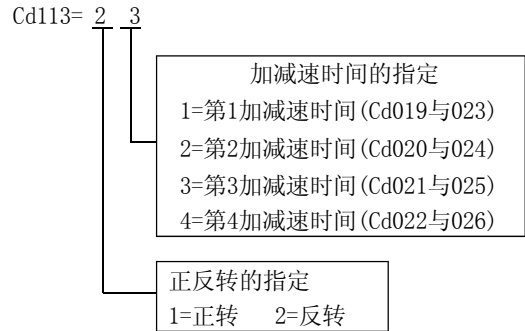 Cd113= 2 3
加减速时间的指定
1=第1加减速时间(Cd019与023)
2=第2加减速时间(Cd020与024)
3=第3加减速时间(Cd021与025)
4=第4加减速时间(Cd022与026)
正反转的指定
1=正转 2=反转